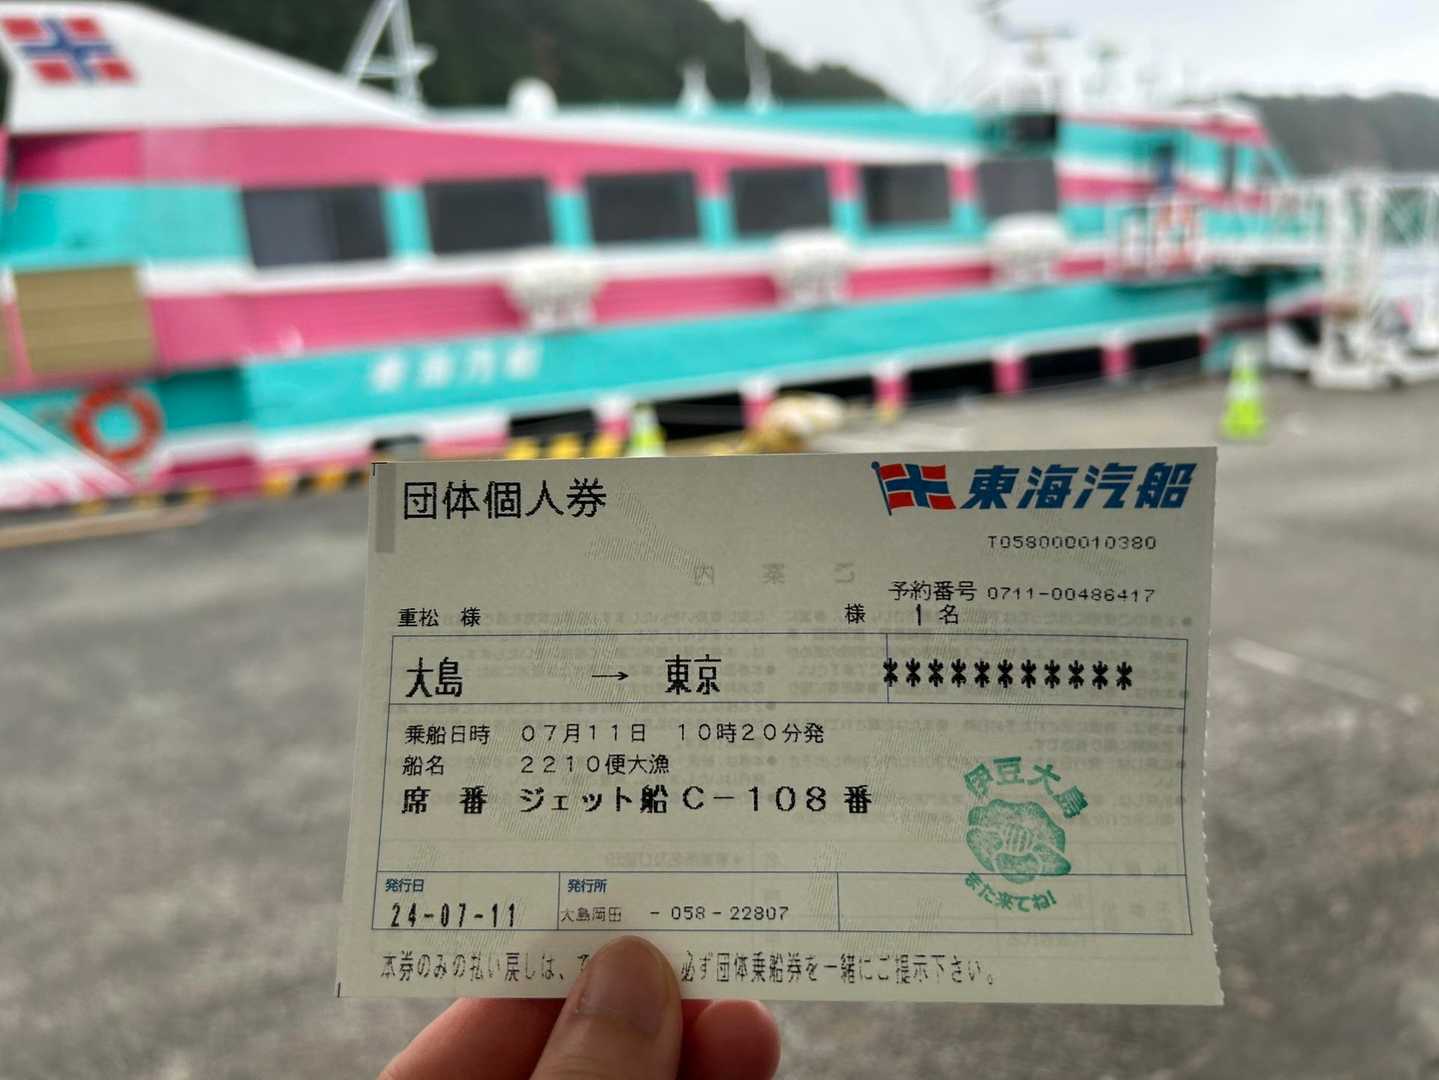 東海汽船
団体個人券
東海汽船
T058000010380
予約番号 0711-00486417
重松 様 様 1名
大島 → 東京 ***********
乗船日時 07月11日 10時20分発
船名 2210便大漁
席 番 ジェット船 C-108番
伊豆大島
また来てね!
発行日 発行所
24-07-11 大島岡田 -058-22807
本券のみの払い戻しは、 必ず団体乗船券を一緒にご提示下さい。